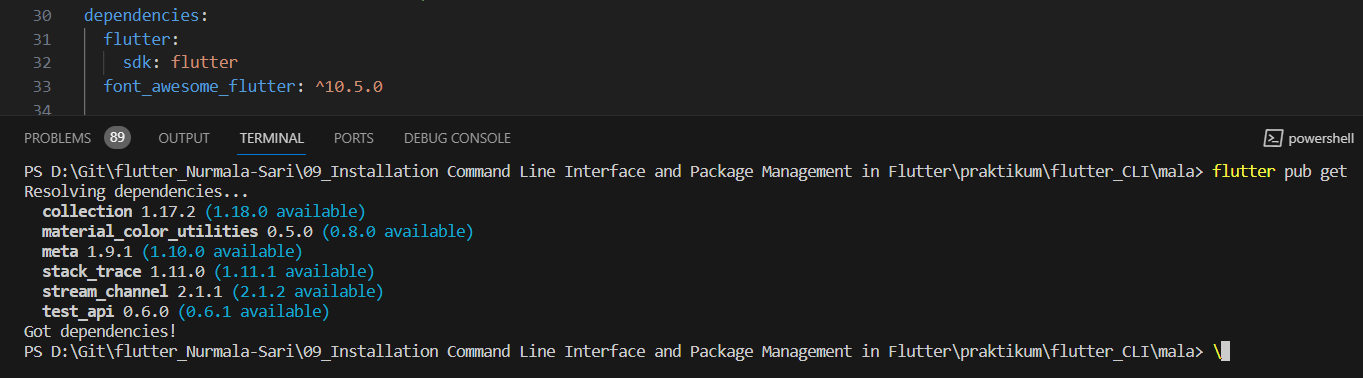 30 dependencies:
31 flutter:
32 sdk: flutter
33 font_awesome_flutter: ^10.5.0
34
PROBLEMS 89 OUTPUT TERMINAL PORTS DEBUG CONSOLE powershell
PS D:\Git\flutter_Nurmala-Sari\09_Installation Command Line Interface and Package Management in Flutter\praktikum\flutter_CLI\mala> flutter pub get
Resolving dependencies...
collection 1.17.2 (1.18.0 available)
material_color_utilities 0.5.0 (0.8.0 available)
meta 1.9.1 (1.10.0 available)
stack_trace 1.11.0 (1.11.1 available)
stream_channel 2.1.1 (2.1.2 available)
test_api 0.6.0 (0.6.1 available)
Got dependencies!
PS D:\Git\flutter_Nurmala-Sari\09_Installation Command Line Interface and Package Management in Flutter\praktikum\flutter_CLI\mala> \